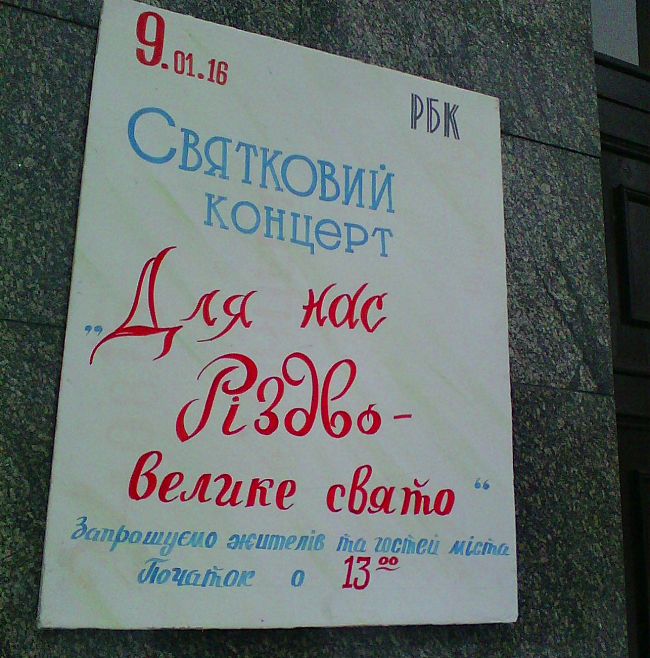 9.01.16
РБК
Святковий
концерт
„Для нас
Різдво-
велике свято“
Запрошуємо жителів та гостей міста
Початок о 13⁰⁰